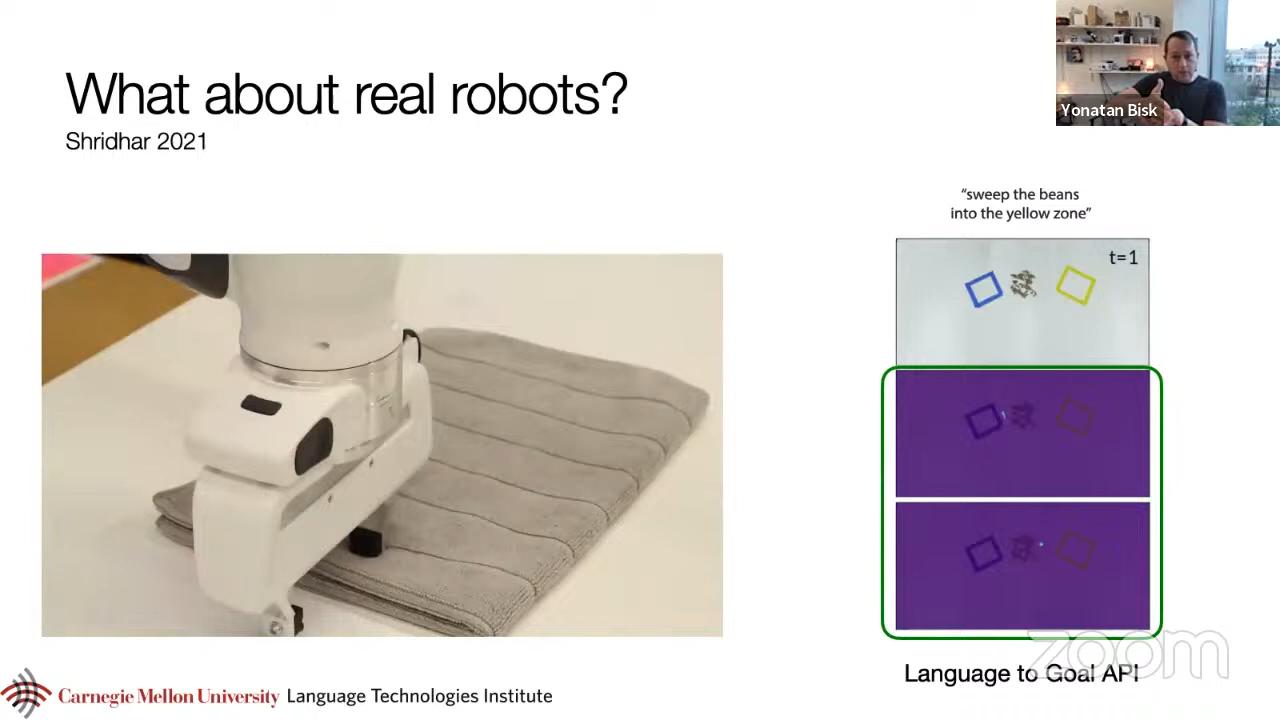 What about real robots?
Shridhar 2021
Yonatan Bisk
“sweep the beans
into the yellow zone”
t=1
Language to Goal API
zoom
Carnegie Mellon University Language Technologies Institute